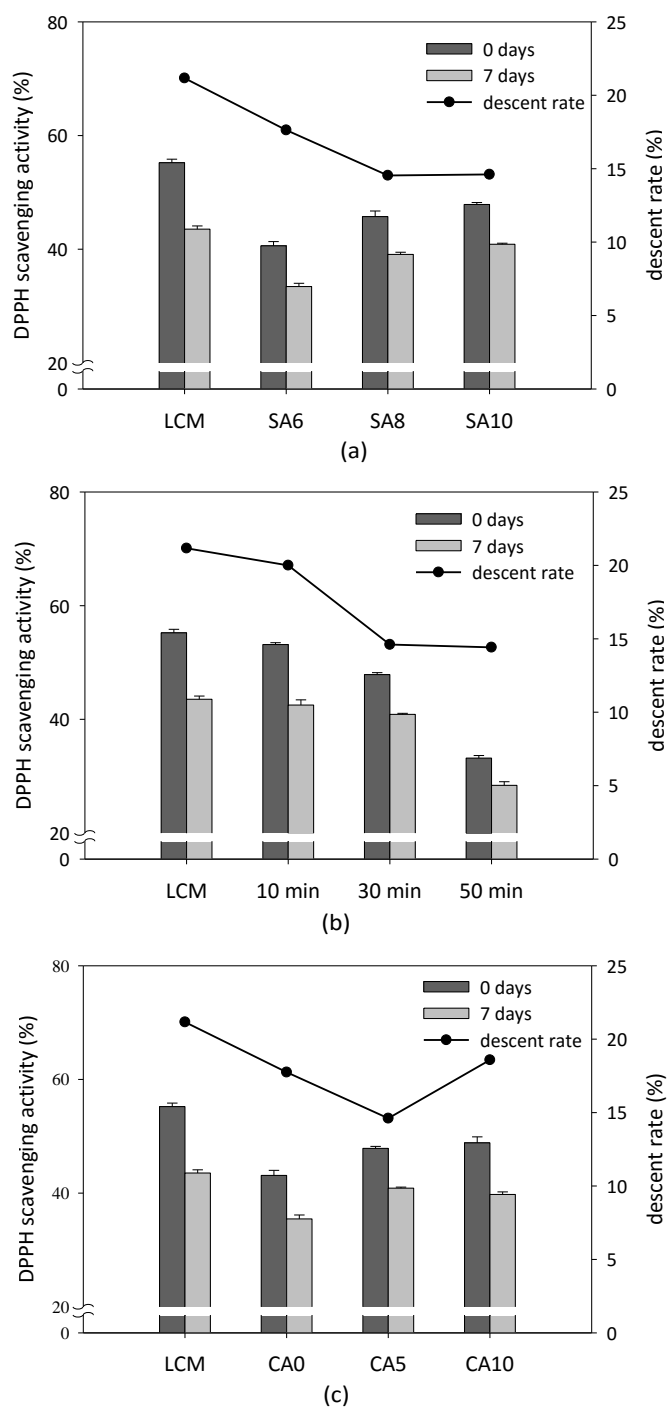 80
60
40
20
0
DPPH scavenging activity (%)
0 days
7 days
descent rate
25
20
15
10
5
0
descent rate (%)
LCM SA6 SA8 SA10
(a)
80
60
40
20
0
DPPH scavenging activity (%)
0 days
7 days
descent rate
25
20
15
10
5
0
descent rate (%)
LCM 10 min 30 min 50 min
(b)
80
60
40
20
0
DPPH scavenging activity (%)
0 days
7 days
descent rate
25
20
15
10
5
0
descent rate (%)
LCM CA0 CA5 CA10
(c)